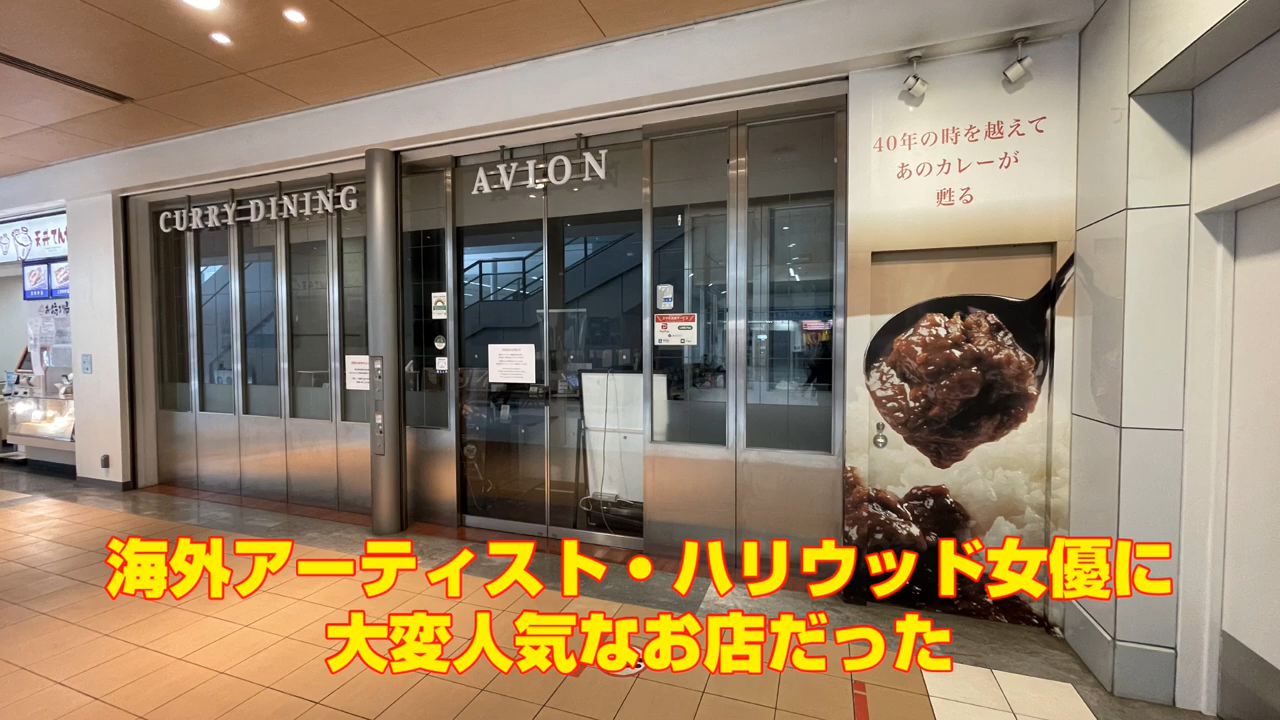 CURRY DINING
AVION
40年の時を越えて
あのカレーが
甦る
海外アーティスト・ハリウッド女優に
大変人気なお店だった